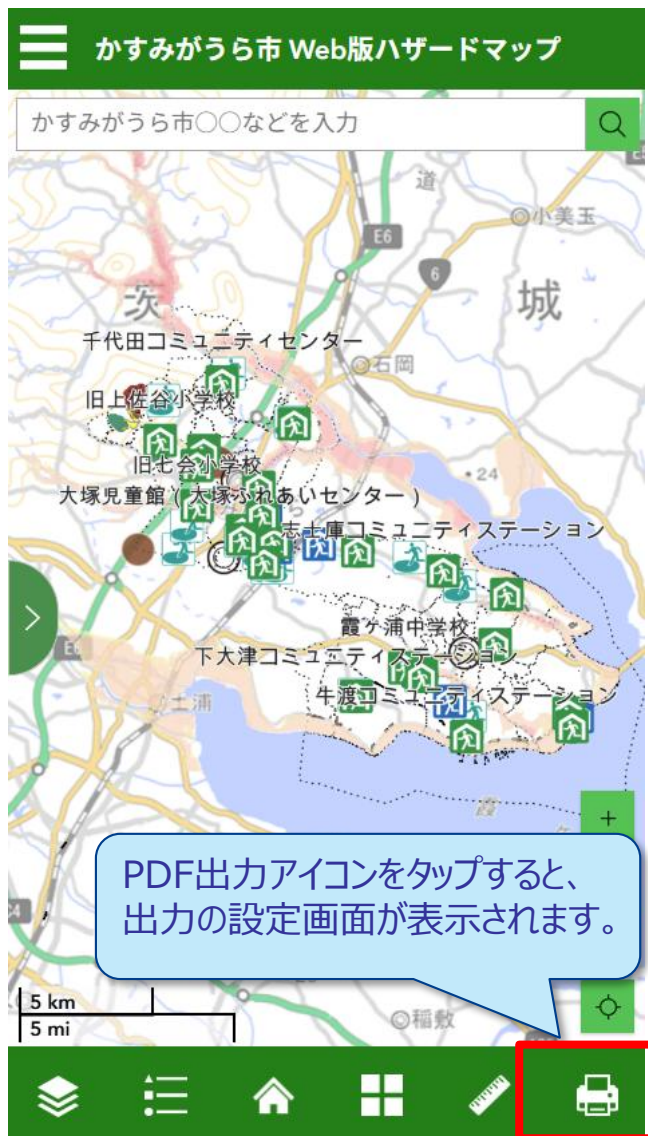 かすみがうら市 Web版ハザードマップ
かすみがうら市○○などを入力
道
小美玉
E6
6
茨
城
千代田コミュニティセンター
石岡
旧上佐谷小学校
旧七会小学校
24
大塚児童館(大塚ふれあいセンター)
志士庫コミュニティステーション
霞ヶ浦中学校
E6
下大津コミュニティステーション
土浦
牛渡コミュニティステーション
霞
+
PDF出力アイコンをタップすると、
出力の設定画面が表示されます。
5 km
5 mi
稲敷